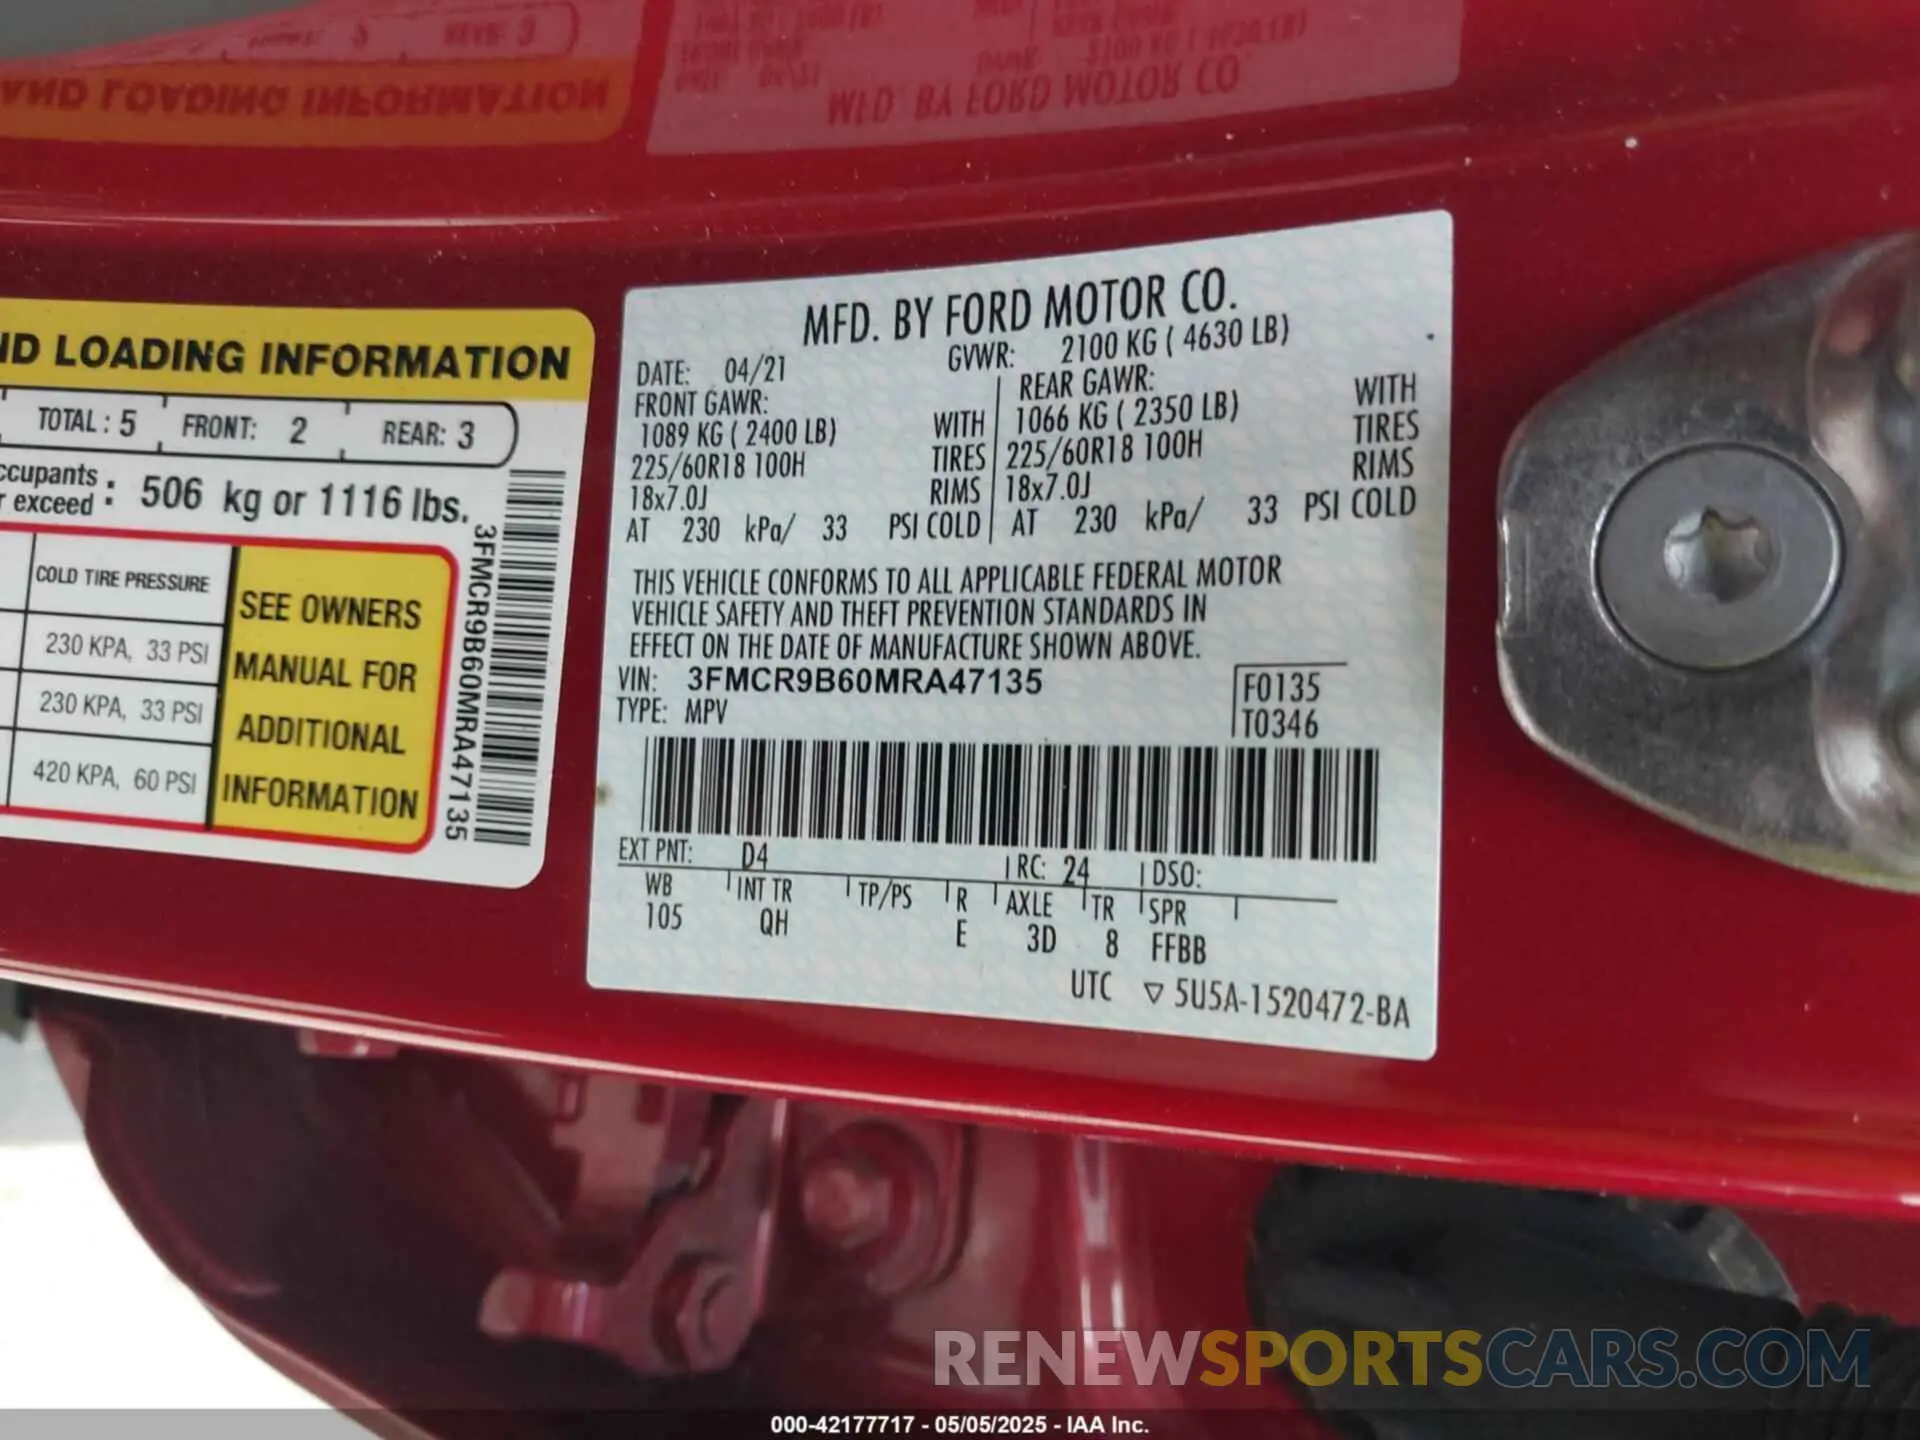 ND LOADING INFORMATION
TOTAL : 5 FRONT: 2 REAR: 3
ccupants
r exceed : 506 kg or 1116 lbs.
COLD TIRE PRESSURE
230 KPA, 33 PSI
230 KPA, 33 PSI
420 KPA, 60 PSI
SEE OWNERS
MANUAL FOR
ADDITIONAL
INFORMATION
3FMCR9B60MRA47135
MFD. BY FORD MOTOR CO.
DATE: 04/21 GVWR: 2100 KG ( 4630 LB)
FRONT GAWR: REAR GAWR:
1089 KG ( 2400 LB) WITH 1066 KG ( 2350 LB) WITH
225/60R18 100H TIRES 225/60R18 100H TIRES
18x7.0J RIMS 18x7.0J RIMS
AT 230 kPa/ 33 PSI COLD AT 230 kPa/ 33 PSI COLD
THIS VEHICLE CONFORMS TO ALL APPLICABLE FEDERAL MOTOR
VEHICLE SAFETY AND THEFT PREVENTION STANDARDS IN
EFFECT ON THE DATE OF MANUFACTURE SHOWN ABOVE.
VIN: 3FMCR9B60MRA47135 F0135
TYPE: MPV T0346
EXT PNT: D4 RC: 24 DSO:
WB INT TR TP/PS R AXLE TR SPR
105 QH E 3D 8 FFBB
UTC ▽ 5U5A-1520472-BA
RENEWSPORTSCARS.COM
000-42177717 - 05/05/2025 - IAA Inc.